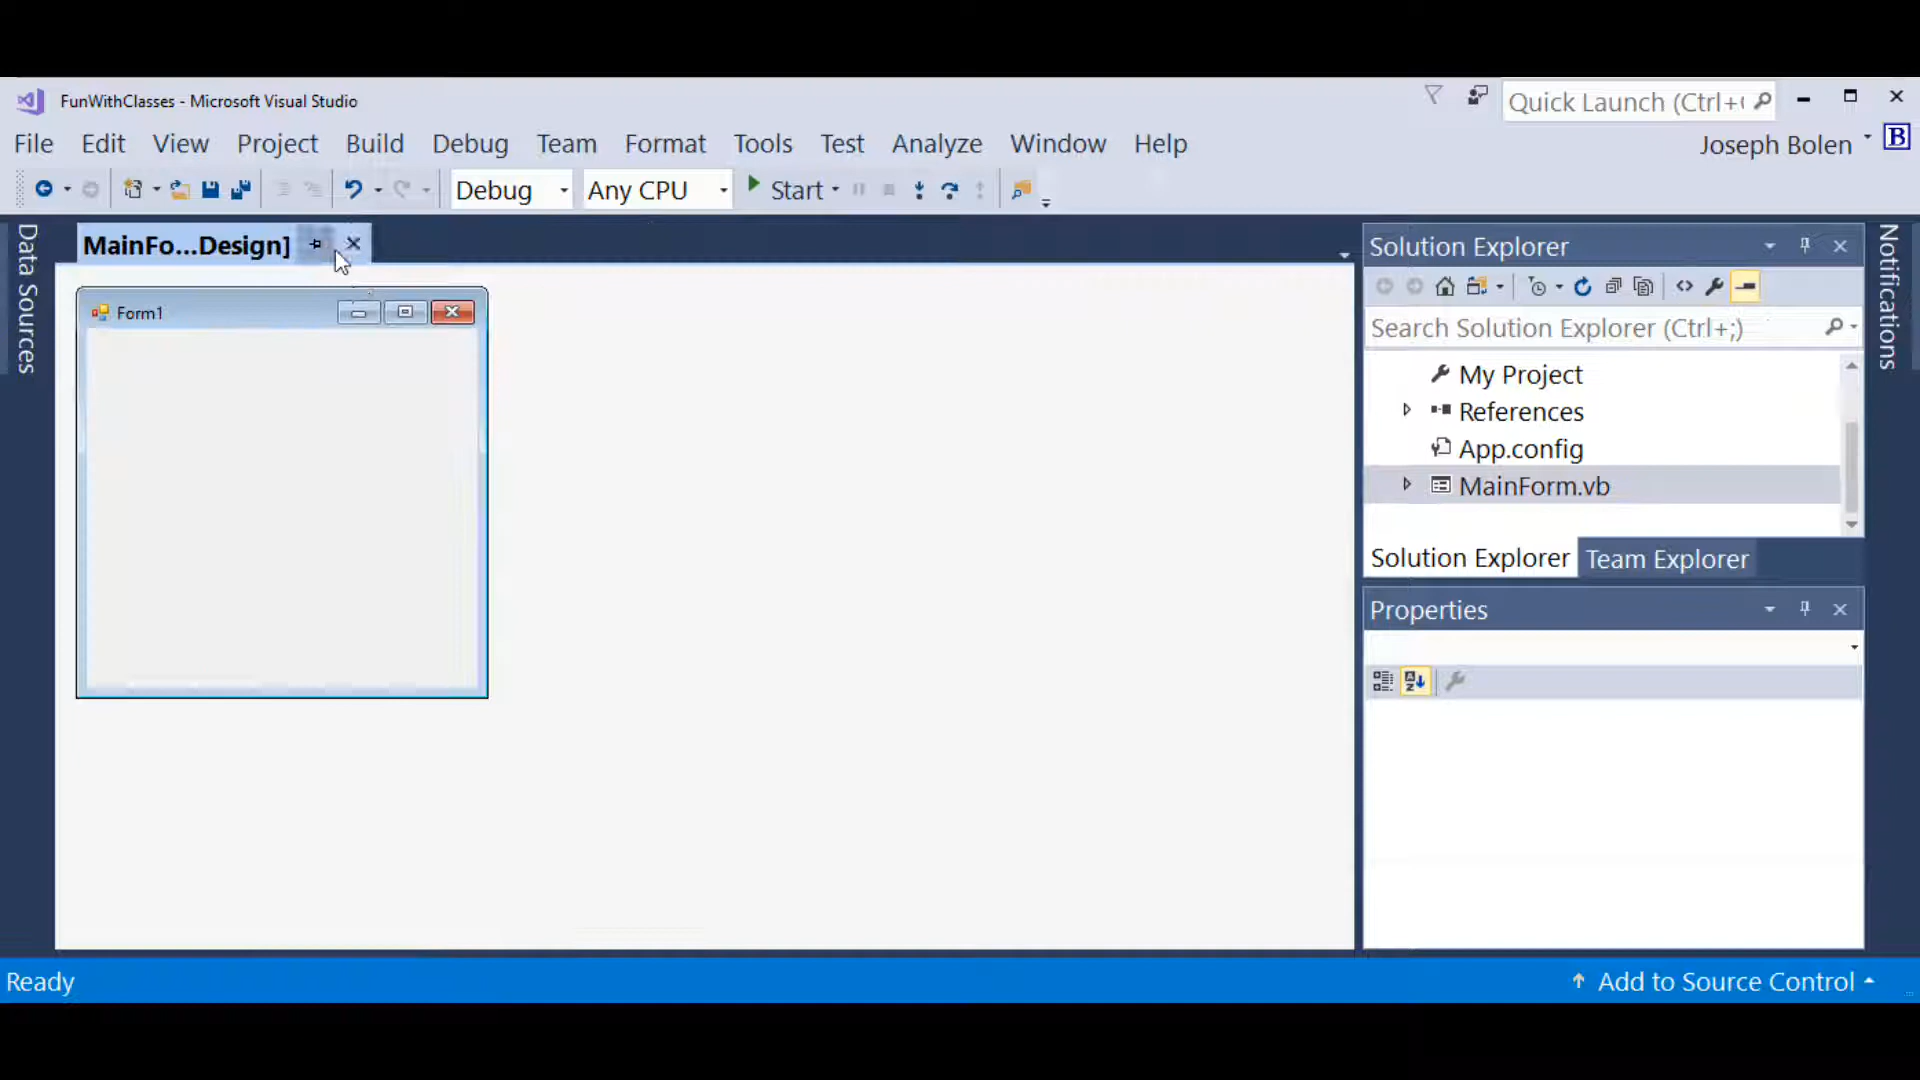 FunWithClasses - Microsoft Visual Studio
Quick Launch (Ctrl+
File Edit View Project Build Debug Team Format Tools Test Analyze Window Help
Joseph Bolen
B
Debug Any CPU Start
Data Sources
MainFo...Design]
Form1
Solution Explorer
Search Solution Explorer (Ctrl+;)
My Project
References
App.config
MainForm.vb
Solution Explorer Team Explorer
Properties
Notifications
Ready
Add to Source Control